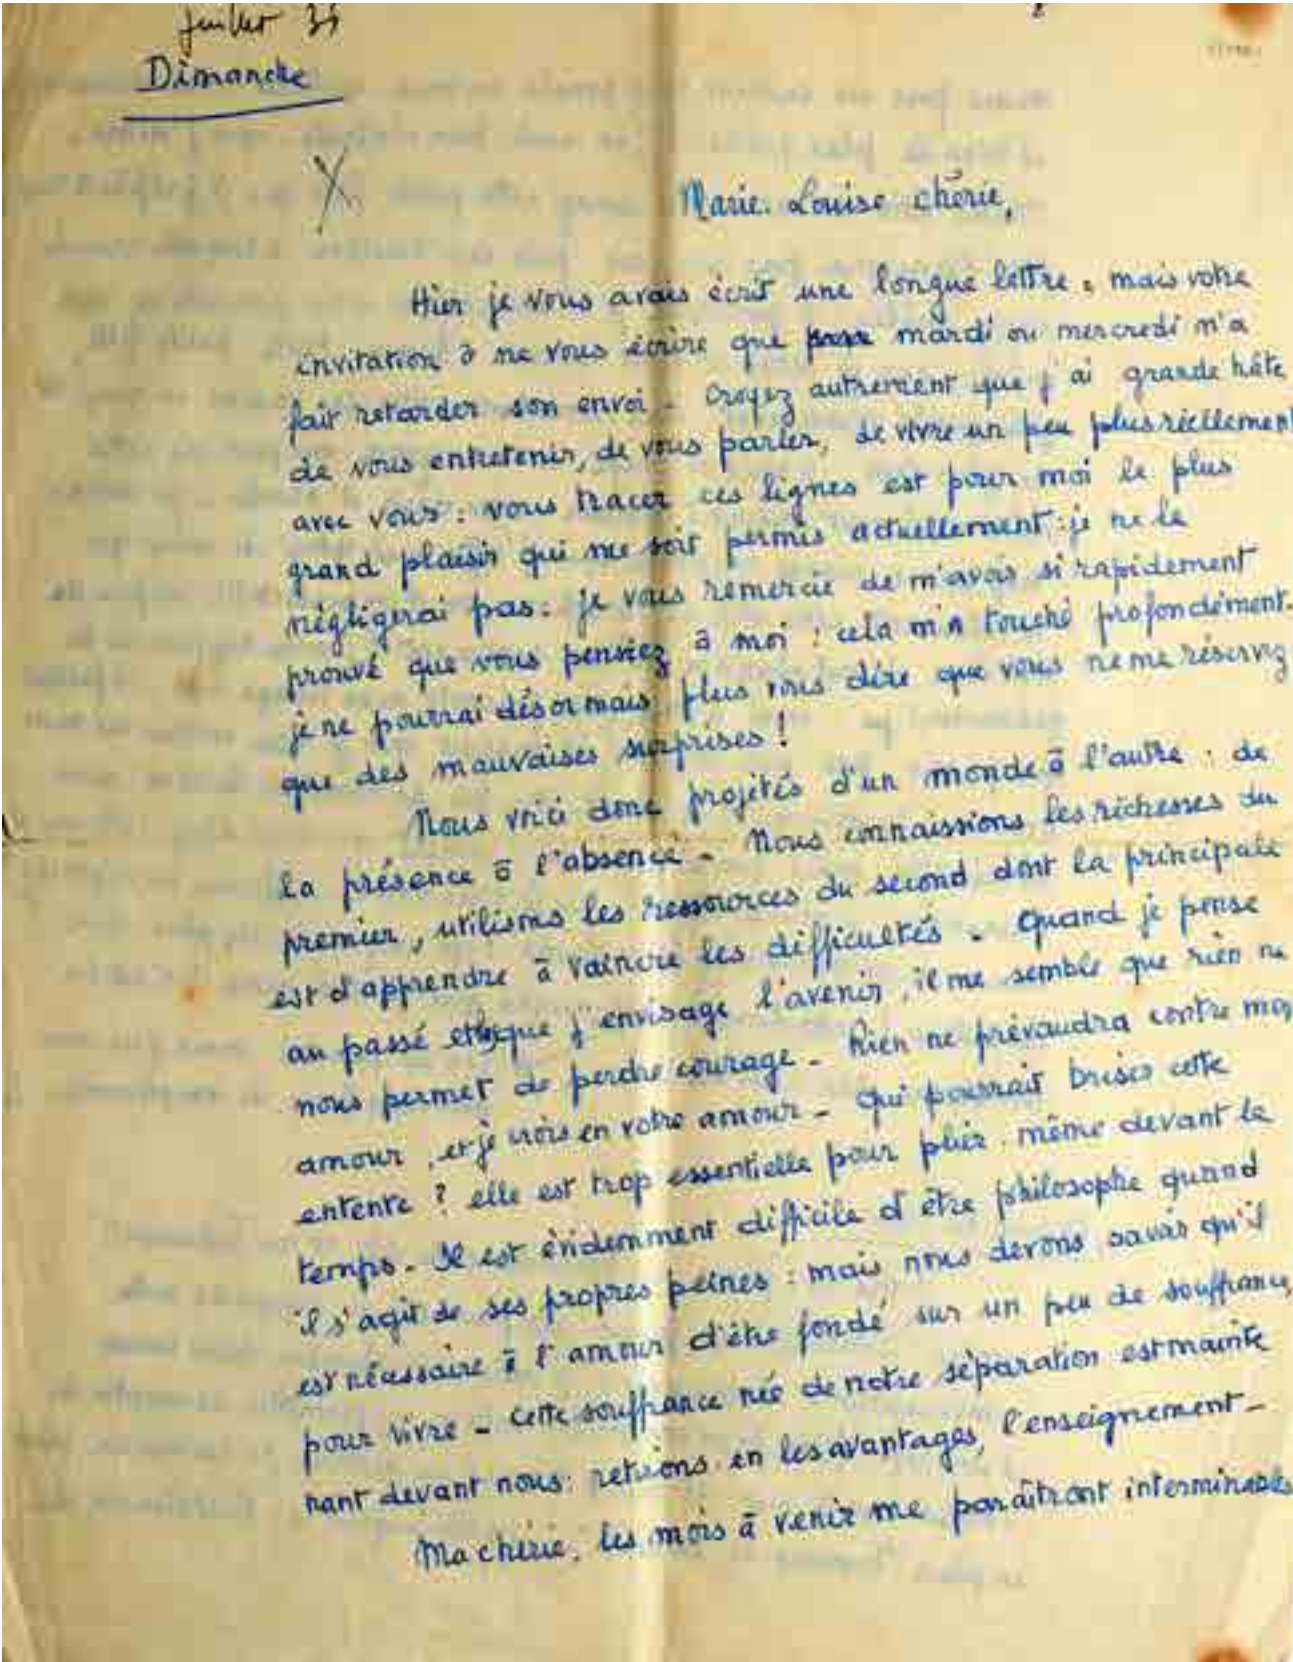 juillet 35
Dimanche
Marie-Louise chérie,
Hier je vous avais écrit une longue lettre, mais votre
invitation à ne vous écrire que mardi ou mercredi m'a
fait retarder son envoi - Croyez autrement que j'ai grande hâte
de vous entretenir, de vous parler, de vivre un peu plus réellement
avec vous : vous tracer ces lignes est pour moi le plus
grand plaisir qui me soit permis actuellement : je ne le
négligerai pas : je vous remercie de m'avoir si rapidement
prouvé que vous pensiez à moi : cela m'a touché profondément -
je ne pourrai désormais plus vous dire que vous ne me réservez
que des mauvaises surprises !
Nous voici donc projetés d'un monde à l'autre : de
la présence à l'absence - Nous connaissions les richesses du
premier, utilisons les ressources du second dont la principale
est d'apprendre à vaincre les difficultés - Quand je pense
au passé et que j'envisage l'avenir, il me semble que rien ne
nous permet de perdre courage - Rien ne prévaudra contre mon
amour, et je crois en votre amour - Qui pourrait briser cette
entente ? elle est trop essentielle pour plier même devant le
temps - Il est évidemment difficile d'être philosophe quand
il s'agit de ses propres peines : mais nous devons savoir qu'il
est nécessaire à l'amour d'être fondé sur un peu de souffrance,
pour vivre - Cette souffrance née de notre séparation est mainte
nant devant nous : retirons-en les avantages, l'enseignement -
Ma chérie, les mois à venir me paraîtront interminables